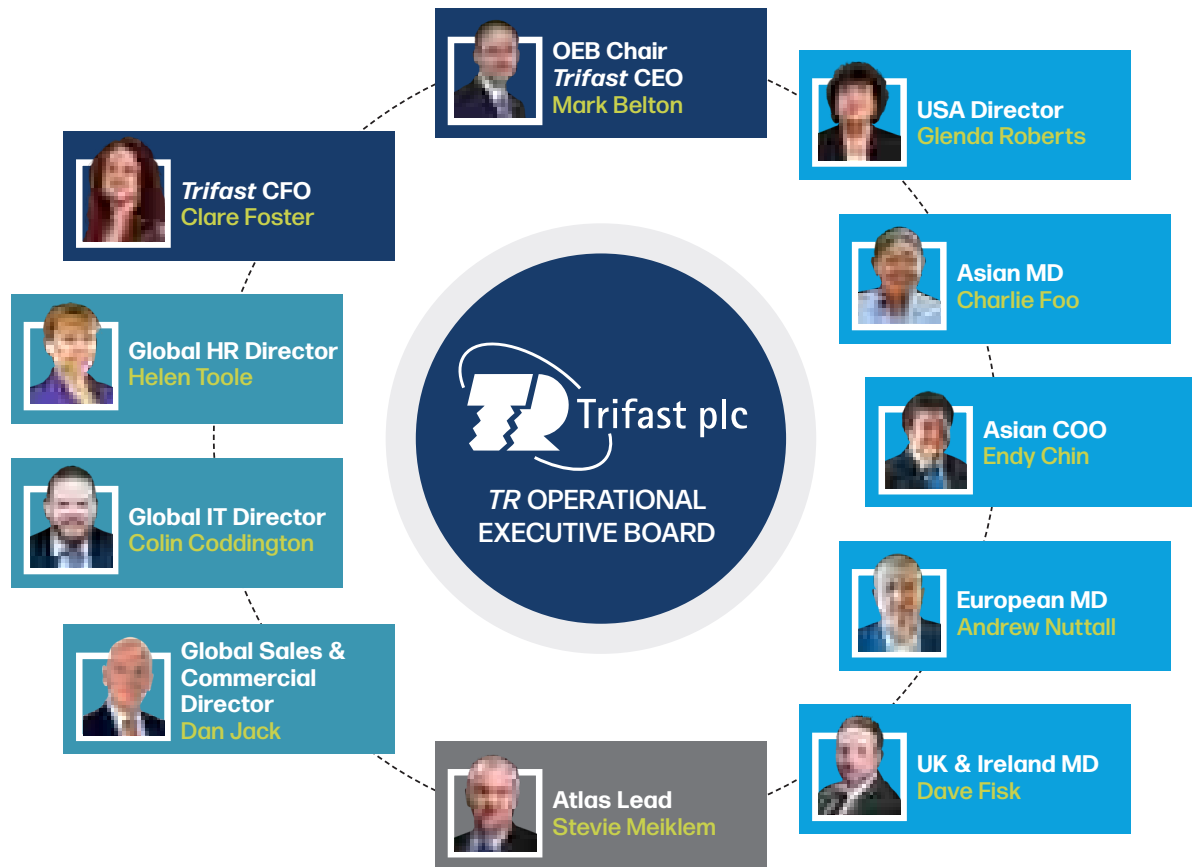 OEB Chair
Trifast CEO
Mark Belton
USA Director
Glenda Roberts
Trifast CFO
Clare Foster
Asian MD
Charlie Foo
Global HR Director
Helen Toole
TR Trifast plc
TR OPERATIONAL
EXECUTIVE BOARD
Asian COO
Endy Chin
Global IT Director
Colin Coddington
European MD
Andrew Nuttall
Global Sales &
Commercial
Director
Dan Jack
UK & Ireland MD
Dave Fisk
Atlas Lead
Stevie Meiklem